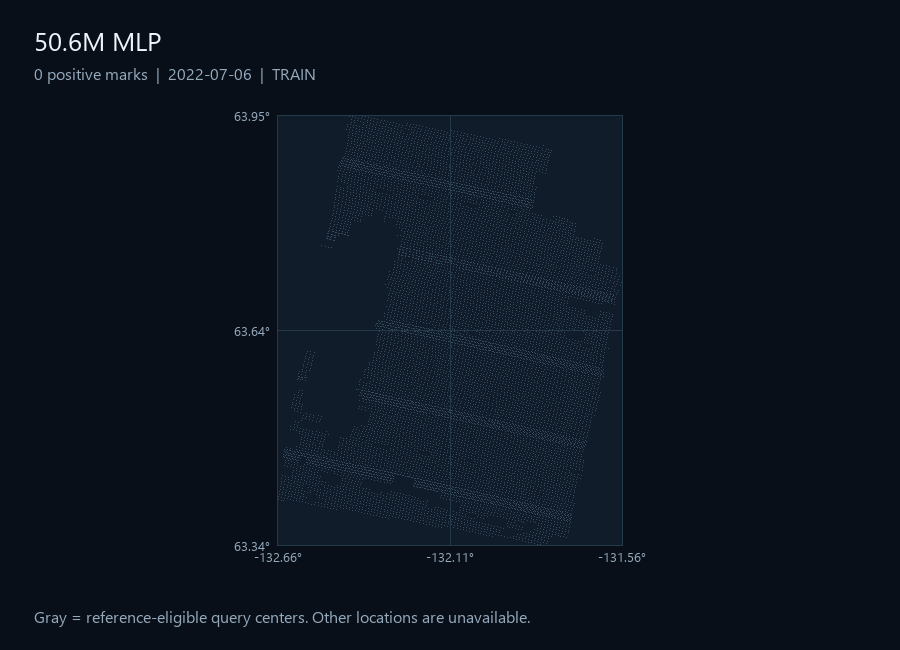 50.6M MLP
0 positive marks | 2022-07-06 | TRAIN
63.95°
63.64°
63.34°
-132.66° -132.11° -131.56°
Gray = reference-eligible query centers. Other locations are unavailable.